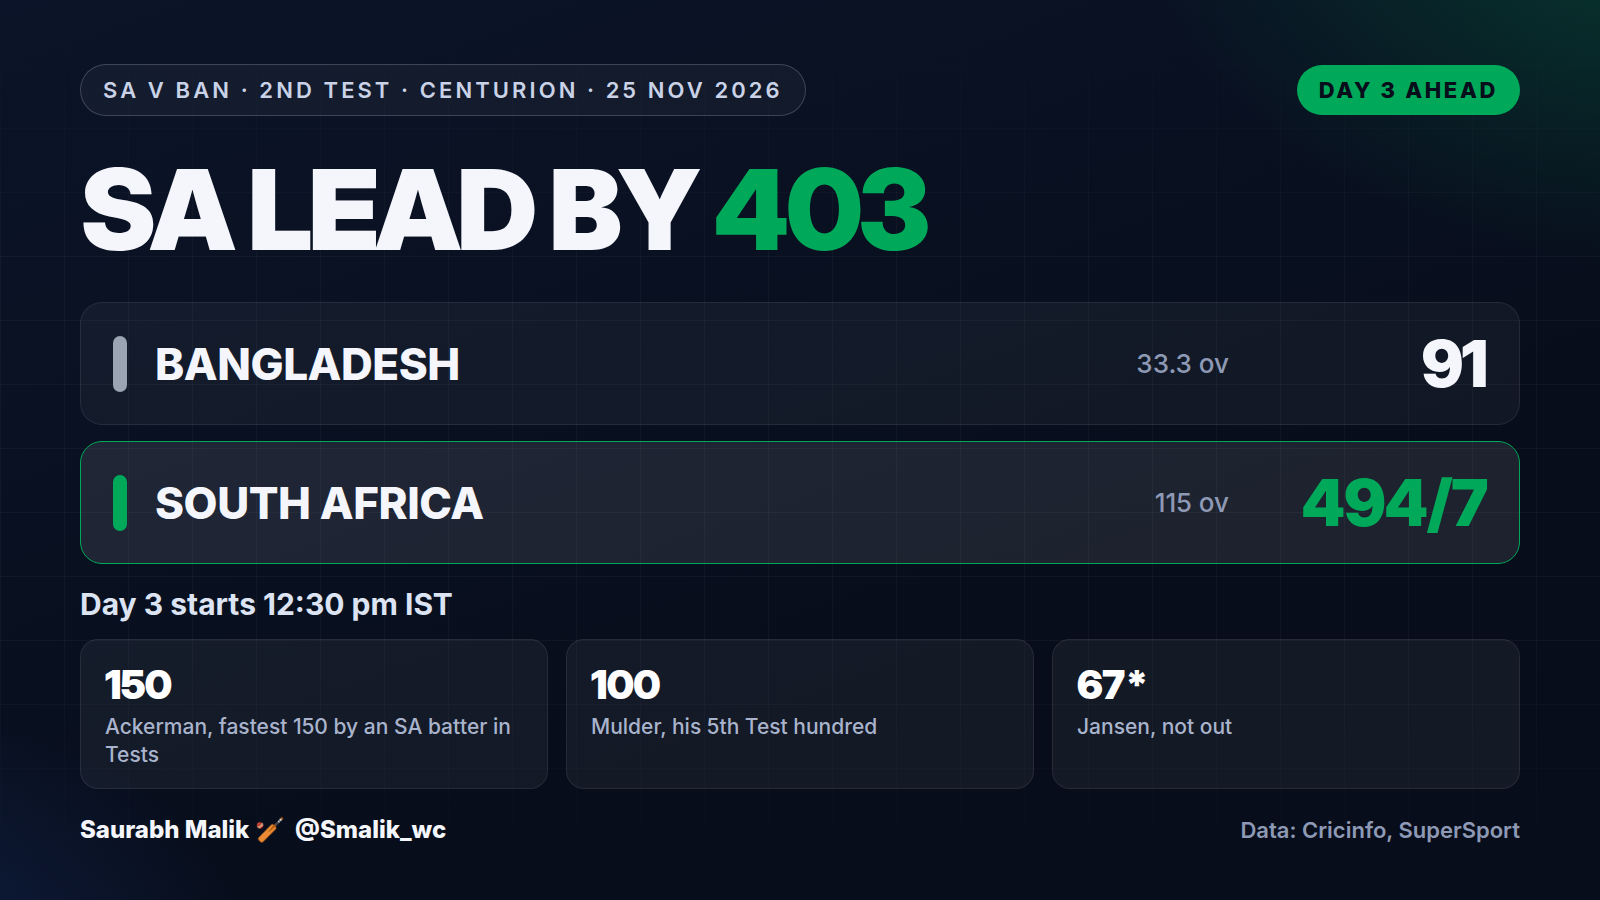 SA V BAN · 2ND TEST · CENTURION · 25 NOV 2026
DAY 3 AHEAD
SA LEAD BY 403
BANGLADESH 33.3 ov 91
SOUTH AFRICA 115 ov 494/7
Day 3 starts 12:30 pm IST
150
Ackerman, fastest 150 by an SA batter in
Tests
100
Mulder, his 5th Test hundred
67*
Jansen, not out
Saurabh Malik 🏏 @Smalik_wc
Data: Cricinfo, SuperSport